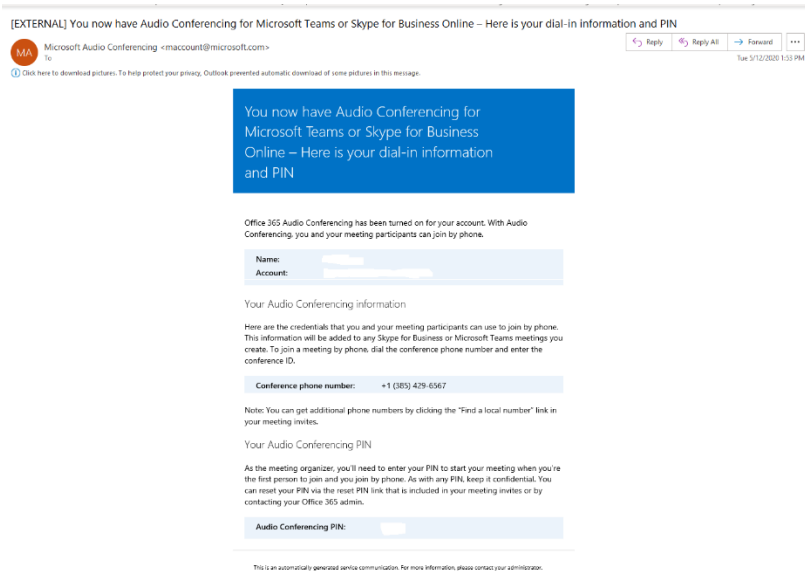 [EXTERNAL] You now have Audio Conferencing for Microsoft Teams or Skype for Business Online – Here is your dial-in information and PIN
MA
Microsoft Audio Conferencing <maccount@microsoft.com>
To
Reply
Reply All
Forward
Tue 5/12/2020 1:53 PM
Click here to download pictures. To help protect your privacy, Outlook prevented automatic download of some pictures in this message.
You now have Audio Conferencing for
Microsoft Teams or Skype for Business
Online – Here is your dial-in information
and PIN
Office 365 Audio Conferencing has been turned on for your account. With Audio
Conferencing, you and your meeting participants can join by phone.
Name:
Account:
Your Audio Conferencing information
Here are the credentials that you and your meeting participants can use to join by phone.
This information will be added to any Skype for Business or Microsoft Teams meetings you
create. To join a meeting by phone, dial the conference phone number and enter the
conference ID.
Conference phone number: +1 (385) 429-6567
Note: You can get additional phone numbers by clicking the "Find a local number" link in
your meeting invites.
Your Audio Conferencing PIN
As the meeting organizer, you'll need to enter your PIN to start your meeting when you're
the first person to join and you join by phone. As with any PIN, keep it confidential. You
can reset your PIN via the reset PIN link that is included in your meeting invites or by
contacting your Office 365 admin.
Audio Conferencing PIN:
This is an automatically generated service communication. For more information, please contact your administrator.